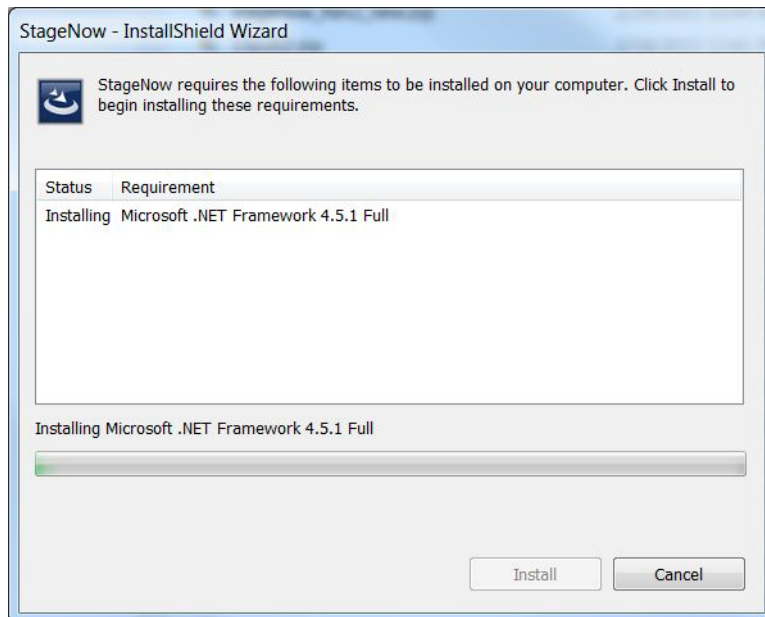 StageNow - InstallShield Wizard
StageNow requires the following items to be installed on your computer. Click Install to
begin installing these requirements.
Status Requirement
Installing Microsoft .NET Framework 4.5.1 Full
Installing Microsoft .NET Framework 4.5.1 Full
Install Cancel